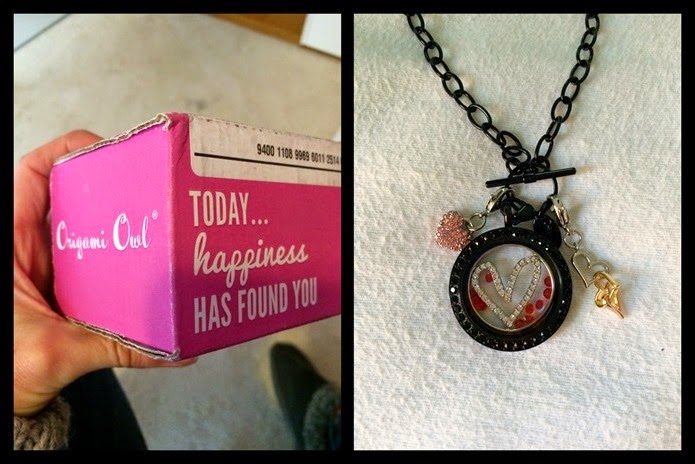 9400 1108 9969 6011 2514
Origami Owl®
TODAY...
happiness
HAS FOUND YOU